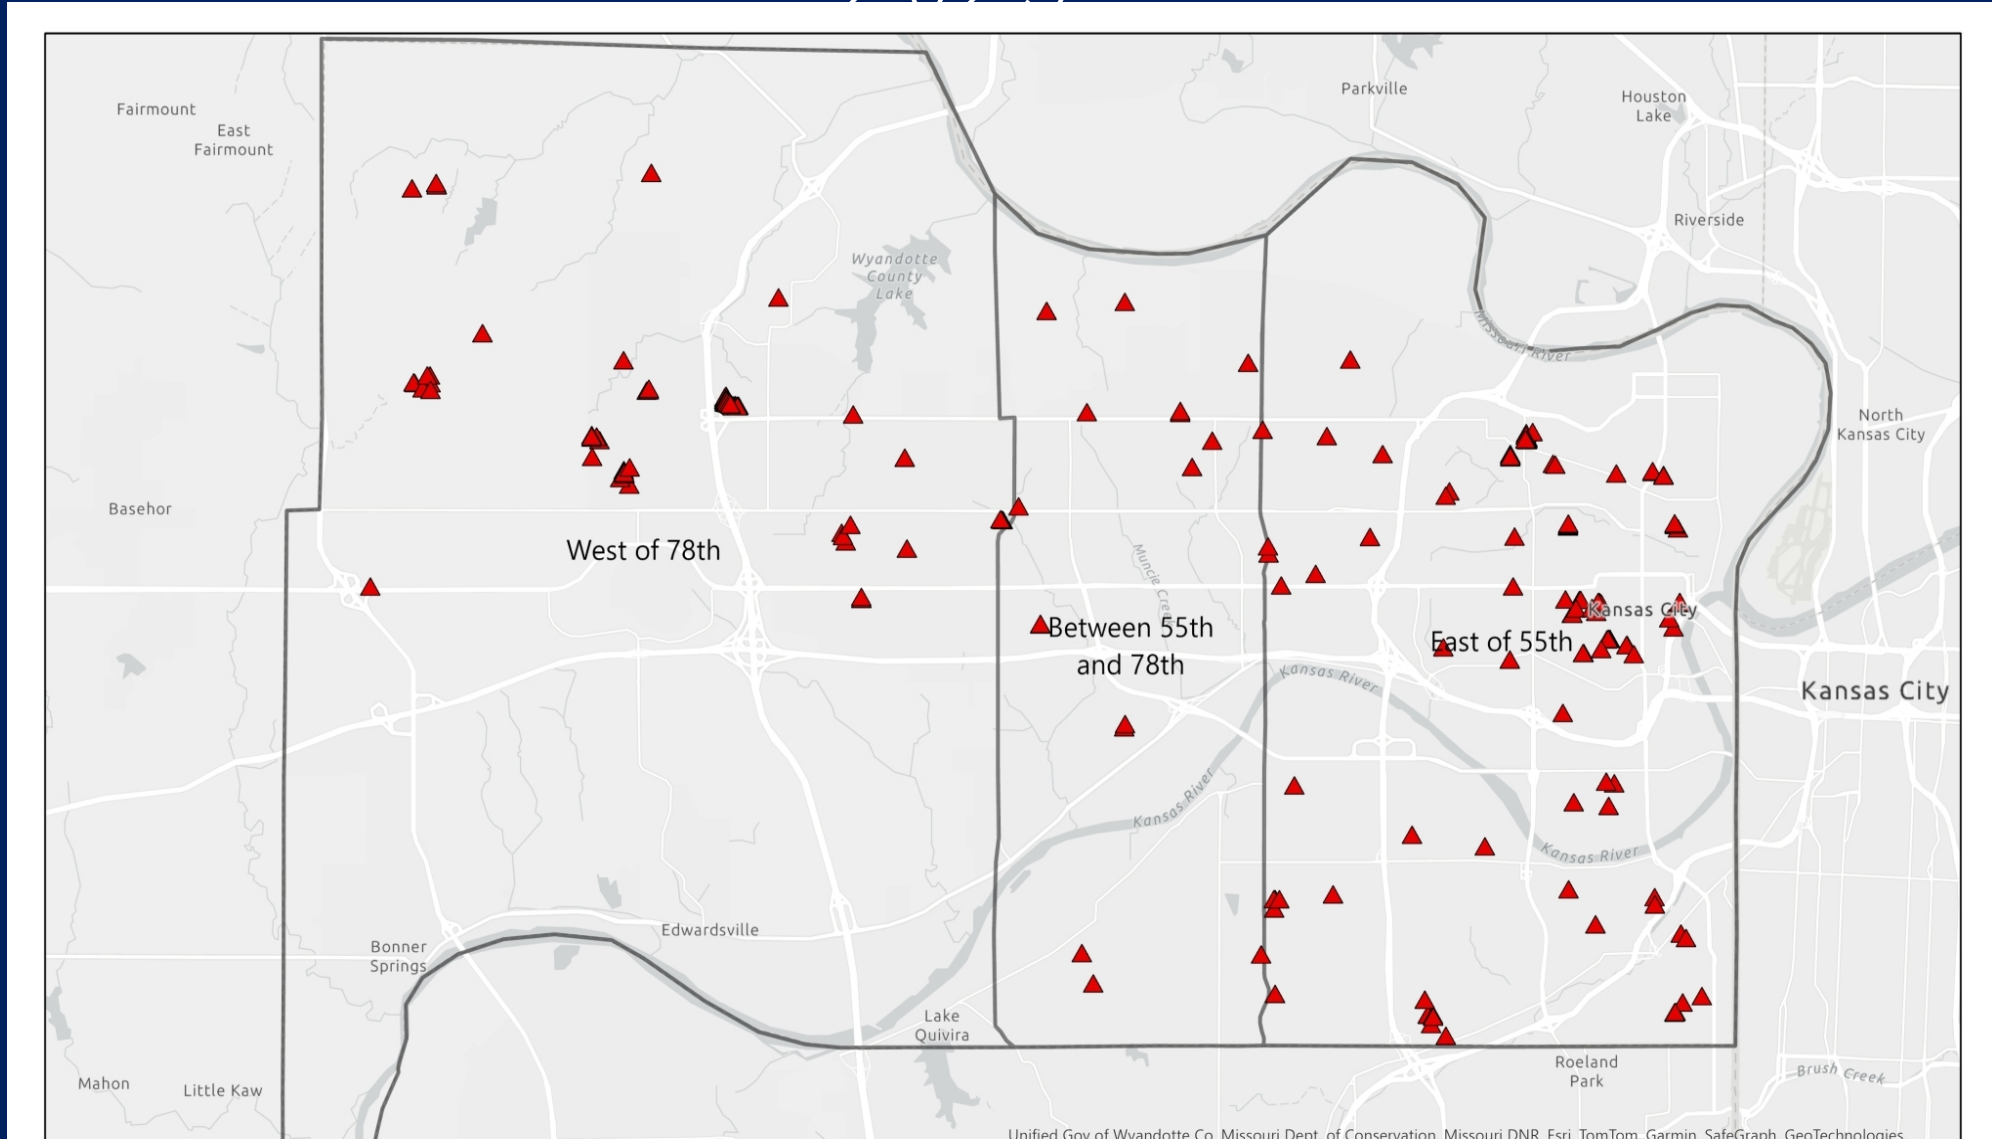 Parkville
Houston
Lake
Fairmount
East
Fairmount
Riverside
Wyandotte
County
Lake
Missouri River
North
Kansas City
Basehor
West of 78th
Muncie Creek
Kansas City
Between 55th
and 78th
East of 55th
Kansas River
Kansas City
Kansas River
Kansas River
Edwardsville
Bonner
Springs
Lake
Quivira
Roeland
Park
Brush Creek
Mahon
Little Kaw
Unified Gov of Wyandotte Co, Missouri Dept. of Conservation, Missouri DNR, Esri, TomTom, Garmin, SafeGraph, GeoTechnologies,